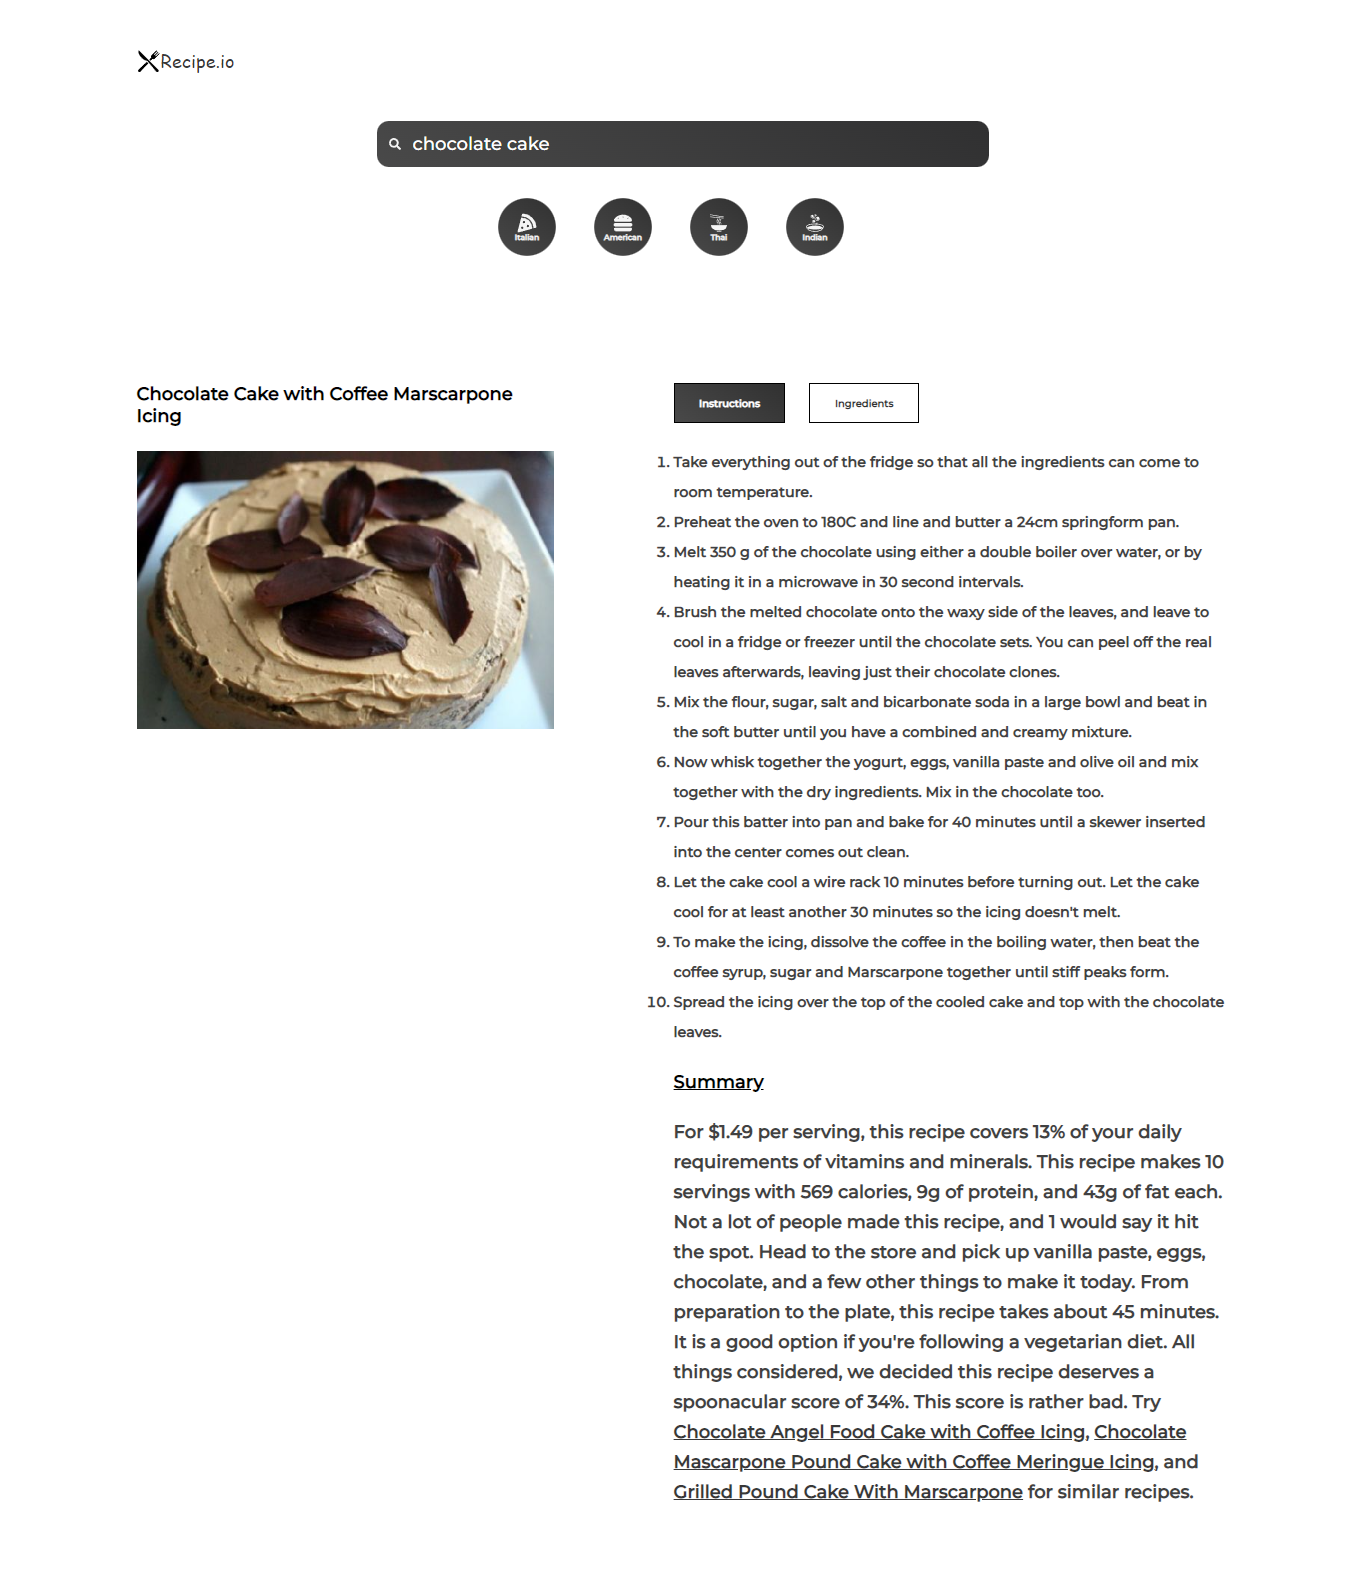 Recipe.io
chocolate cake
Italian
American
Thai
Indian
Chocolate Cake with Coffee Marscarpone
Icing
Instructions
Ingredients
1. Take everything out of the fridge so that all the ingredients can come to
room temperature.
2. Preheat the oven to 180C and line and butter a 24cm springform pan.
3. Melt 350 g of the chocolate using either a double boiler over water, or by
heating it in a microwave in 30 second intervals.
4. Brush the melted chocolate onto the waxy side of the leaves, and leave to
cool in a fridge or freezer until the chocolate sets. You can peel off the real
leaves afterwards, leaving just their chocolate clones.
5. Mix the flour, sugar, salt and bicarbonate soda in a large bowl and beat in
the soft butter until you have a combined and creamy mixture.
6. Now whisk together the yogurt, eggs, vanilla paste and olive oil and mix
together with the dry ingredients. Mix in the chocolate too.
7. Pour this batter into pan and bake for 40 minutes until a skewer inserted
into the center comes out clean.
8. Let the cake cool a wire rack 10 minutes before turning out. Let the cake
cool for at least another 30 minutes so the icing doesn't melt.
9. To make the icing, dissolve the coffee in the boiling water, then beat the
coffee syrup, sugar and Marscarpone together until stiff peaks form.
10. Spread the icing over the top of the cooled cake and top with the chocolate
leaves.
Summary
For $1.49 per serving, this recipe covers 13% of your daily
requirements of vitamins and minerals. This recipe makes 10
servings with 569 calories, 9g of protein, and 43g of fat each.
Not a lot of people made this recipe, and 1 would say it hit
the spot. Head to the store and pick up vanilla paste, eggs,
chocolate, and a few other things to make it today. From
preparation to the plate, this recipe takes about 45 minutes.
It is a good option if you're following a vegetarian diet. All
things considered, we decided this recipe deserves a
spoonacular score of 34%. This score is rather bad. Try
Chocolate Angel Food Cake with Coffee Icing, Chocolate
Mascarpone Pound Cake with Coffee Meringue Icing, and
Grilled Pound Cake With Marscarpone for similar recipes.